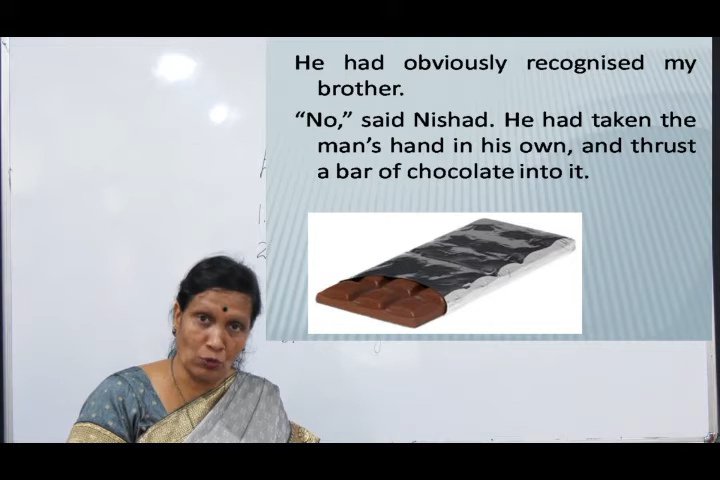 He had obviously recognised my
brother.
“No,” said Nishad. He had taken the
man’s hand in his own, and thrust
a bar of chocolate into it.